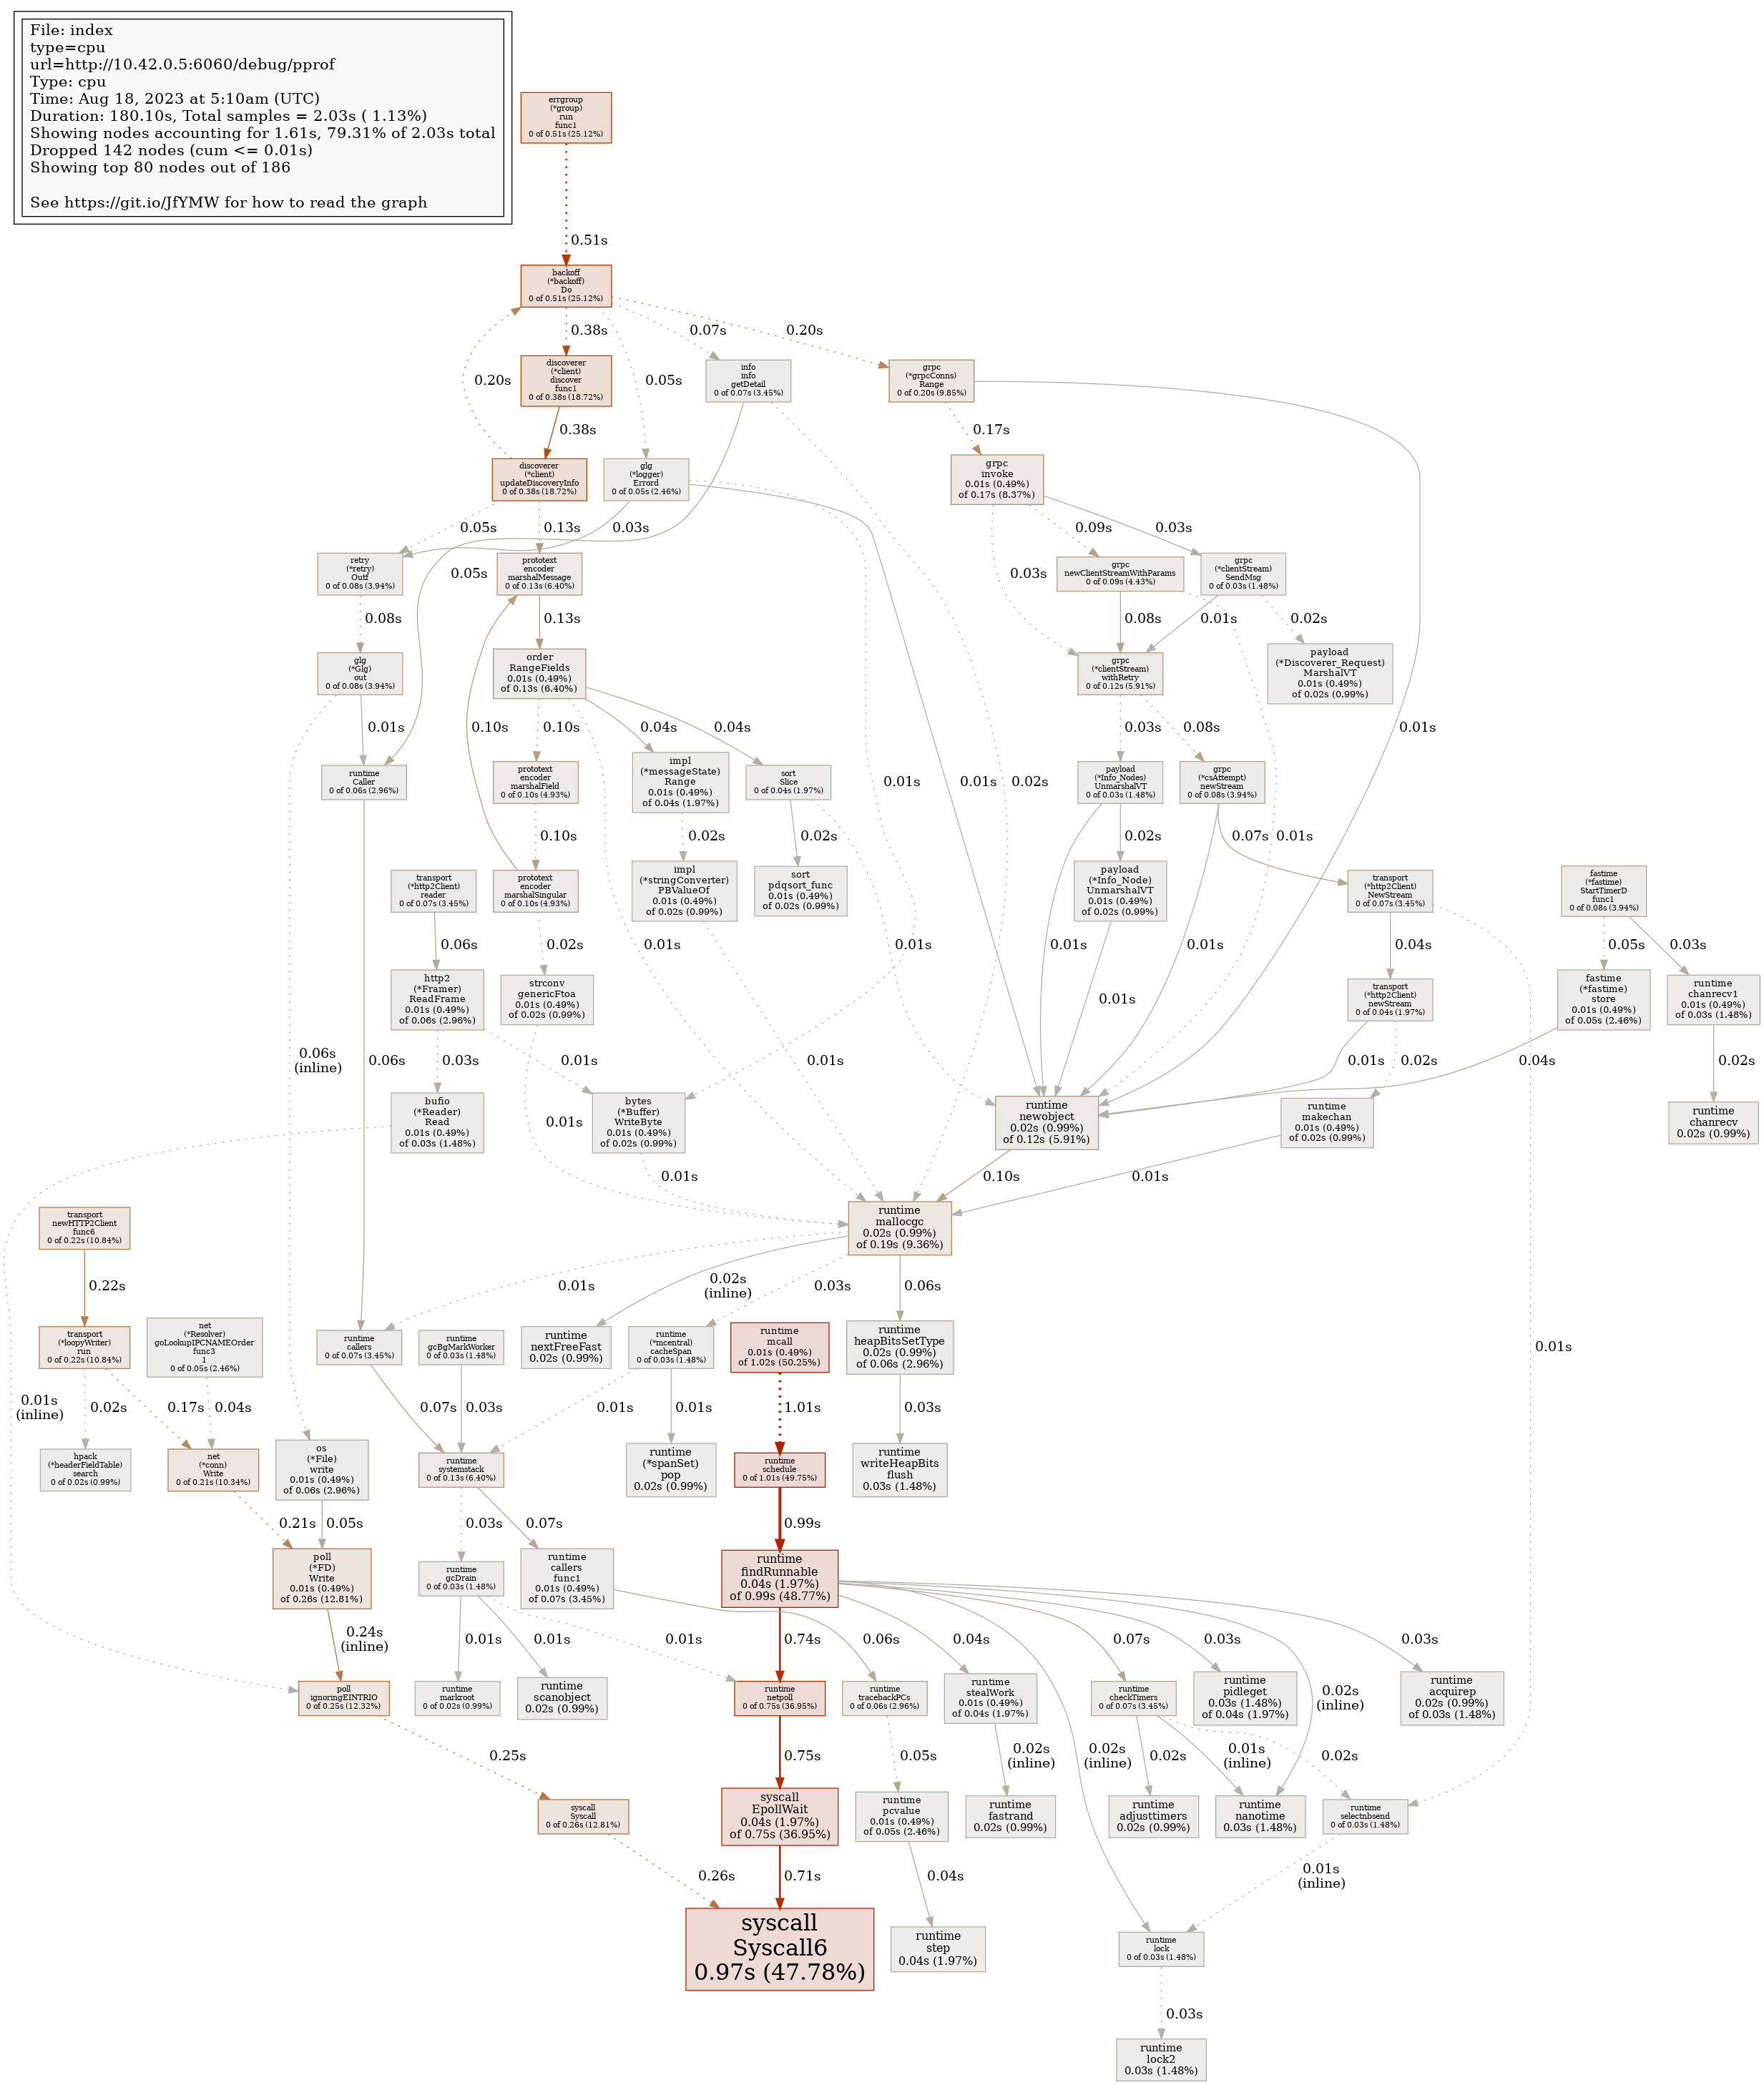 File: index
type=cpu
url=http://10.42.0.5:6060/debug/pprof
Type: cpu
Time: Aug 18, 2023 at 5:10am (UTC)
Duration: 180.10s, Total samples = 2.03s ( 1.13%)
Showing nodes accounting for 1.61s, 79.31% of 2.03s total
Dropped 142 nodes (cum <= 0.01s)
Showing top 80 nodes out of 186
See https://git.io/JfYMW for how to read the graph
errgroup
(*group)
run
func1
0 of 0.51s (25.12%)
0.51s
backoff
(*backoff)
Do
0 of 0.51s (25.12%)
0.20s
0.38s
0.05s
0.07s
0.20s
discoverer
(*client)
discover
func1
0 of 0.38s (18.72%)
info
info
getDetail
0 of 0.07s (3.45%)
grpc
(*grpcConns)
Range
0 of 0.20s (9.85%)
0.38s
0.17s
discoverer
(*client)
updateDiscoveryInfo
0 of 0.38s (18.72%)
glg
(*logger)
Errord
0 of 0.05s (2.46%)
grpc
invoke
0.01s (0.49%)
of 0.17s (8.37%)
0.05s
0.13s
0.03s
0.05s
0.03s
0.09s
0.03s
retry
(*retry)
Outf
0 of 0.08s (3.94%)
prototext
encoder
marshalMessage
0 of 0.13s (6.40%)
grpc
newClientStreamWithParams
0 of 0.09s (4.43%)
grpc
(*clientStream)
SendMsg
0 of 0.03s (1.48%)
0.08s
0.13s
0.08s
0.01s
0.02s
glg
(*Glg)
out
0 of 0.08s (3.94%)
order
RangeFields
0.01s (0.49%)
of 0.13s (6.40%)
grpc
(*clientStream)
withRetry
0 of 0.12s (5.91%)
payload
(*Discoverer_Request)
MarshalVT
0.01s (0.49%)
of 0.02s (0.99%)
0.01s
0.10s
0.10s
0.04s
0.04s
0.01s
0.01s
0.02s
0.03s
0.08s
0.01s
runtime
Caller
0 of 0.06s (2.96%)
prototext
encoder
marshalField
0 of 0.10s (4.93%)
impl
(*messageState)
Range
0.01s (0.49%)
of 0.04s (1.97%)
sort
Slice
0 of 0.04s (1.97%)
payload
(*Info_Nodes)
UnmarshalVT
0 of 0.03s (1.48%)
grpc
(*csAttempt)
newStream
0 of 0.08s (3.94%)
0.10s
0.02s
0.02s
0.02s
0.07s
0.01s
transport
(*http2Client)
reader
0 of 0.07s (3.45%)
prototext
encoder
marshalSingular
0 of 0.10s (4.93%)
impl
(*stringConverter)
PBValueOf
0.01s (0.49%)
of 0.02s (0.99%)
sort
pdqsort_func
0.01s (0.49%)
of 0.02s (0.99%)
payload
(*Info_Node)
UnmarshalVT
0.01s (0.49%)
of 0.02s (0.99%)
transport
(*http2Client)
NewStream
0 of 0.07s (3.45%)
fastime
(*fastime)
StartTimerD
func1
0 of 0.08s (3.94%)
0.06s
0.02s
0.01s
0.01s
0.01s
0.01s
0.04s
0.05s
0.03s
http2
(*Framer)
ReadFrame
0.01s (0.49%)
of 0.06s (2.96%)
strconv
genericFtoa
0.01s (0.49%)
of 0.02s (0.99%)
0.01s
transport
(*http2Client)
newStream
0 of 0.04s (1.97%)
fastime
(*fastime)
store
0.01s (0.49%)
of 0.05s (2.46%)
runtime
chanrecv1
0.01s (0.49%)
of 0.03s (1.48%)
0.06s
(inline)
0.06s
0.03s
0.01s
0.01s
0.01s
0.02s
0.04s
0.02s
bufio
(*Reader)
Read
0.01s (0.49%)
of 0.03s (1.48%)
0.01s
bytes
(*Buffer)
WriteByte
0.01s (0.49%)
of 0.02s (0.99%)
runtime
newobject
0.02s (0.99%)
of 0.12s (5.91%)
runtime
makechan
0.01s (0.49%)
of 0.02s (0.99%)
runtime
chanrecv
0.02s (0.99%)
0.01s
0.10s
0.01s
transport
newHTTP2Client
func6
0 of 0.22s (10.84%)
runtime
mallocgc
0.02s (0.99%)
of 0.19s (9.36%)
0.22s
0.01s
0.02s
(inline)
0.03s
0.06s
transport
(*loopyWriter)
run
0 of 0.22s (10.84%)
net
(*Resolver)
goLookupIPCNAMEOrder
func3
1
0 of 0.05s (2.46%)
runtime
callers
0 of 0.07s (3.45%)
runtime
gcBgMarkWorker
0 of 0.03s (1.48%)
runtime
nextFreeFast
0.02s (0.99%)
runtime
(*mcentral)
cacheSpan
0 of 0.03s (1.48%)
runtime
mcall
0.01s (0.49%)
of 1.02s (50.25%)
runtime
heapBitsSetType
0.02s (0.99%)
of 0.06s (2.96%)
0.01s
0.01s
(inline)
0.02s
0.17s
0.04s
0.07s
0.03s
0.01s
0.01s
1.01s
0.03s
hpack
(*headerFieldTable)
search
0 of 0.02s (0.99%)
net
(*conn)
Write
0 of 0.21s (10.34%)
os
(*File)
write
0.01s (0.49%)
of 0.06s (2.96%)
runtime
systemstack
0 of 0.13s (6.40%)
runtime
(*spanSet)
pop
0.02s (0.99%)
runtime
schedule
0 of 1.01s (49.75%)
runtime
writeHeapBits
flush
0.03s (1.48%)
0.21s
0.05s
0.03s
0.07s
0.99s
poll
(*FD)
Write
0.01s (0.49%)
of 0.26s (12.81%)
runtime
gcDrain
0 of 0.03s (1.48%)
runtime
callers
func1
0.01s (0.49%)
of 0.07s (3.45%)
runtime
findRunnable
0.04s (1.97%)
of 0.99s (48.77%)
0.24s
(inline)
0.01s
0.01s
0.01s
0.74s
0.06s
0.04s
0.07s
0.03s
0.03s
poll
ignoringEINTRIO
0 of 0.25s (12.32%)
runtime
markroot
0 of 0.02s (0.99%)
runtime
scanobject
0.02s (0.99%)
runtime
netpoll
0 of 0.75s (36.95%)
runtime
tracebackPCs
0 of 0.06s (2.96%)
runtime
stealWork
0.01s (0.49%)
of 0.04s (1.97%)
runtime
checkTimers
0 of 0.07s (3.45%)
runtime
pidleget
0.03s (1.48%)
of 0.04s (1.97%)
0.02s
(inline)
runtime
acquirep
0.02s (0.99%)
of 0.03s (1.48%)
0.25s
0.75s
0.05s
0.02s
(inline)
0.02s
(inline)
0.02s
0.01s
(inline)
0.02s
syscall
Syscall
0 of 0.26s (12.81%)
syscall
EpollWait
0.04s (1.97%)
of 0.75s (36.95%)
runtime
pcvalue
0.01s (0.49%)
of 0.05s (2.46%)
runtime
fastrand
0.02s (0.99%)
runtime
adjusttimers
0.02s (0.99%)
runtime
nanotime
0.03s (1.48%)
runtime
selectnbsend
0 of 0.03s (1.48%)
0.26s
0.71s
0.04s
0.01s
(inline)
syscall
Syscall6
0.97s (47.78%)
runtime
step
0.04s (1.97%)
runtime
lock
0 of 0.03s (1.48%)
0.03s
runtime
lock2
0.03s (1.48%)